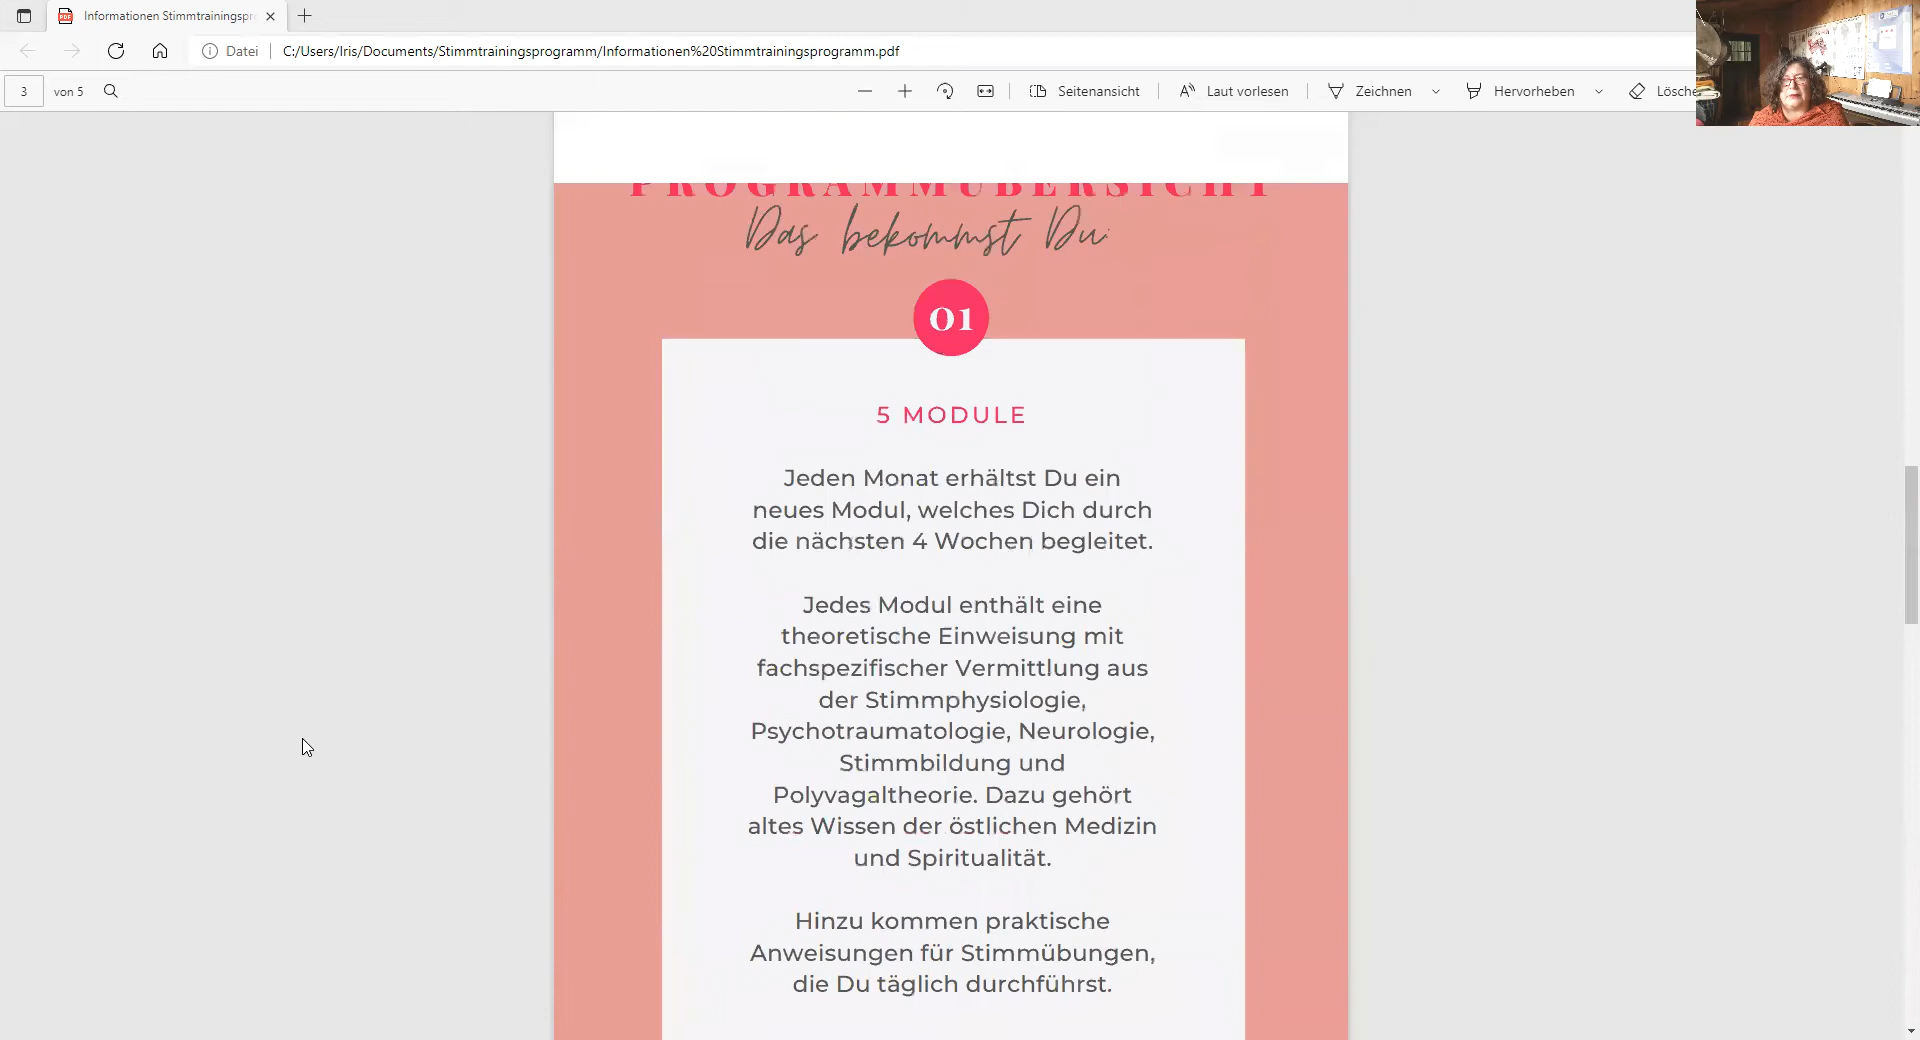 Informationen Stimmtrainingspr
Datei
C:/Users/Iris/Documents/Stimmtrainingsprogramm/Informationen%20Stimmtrainingsprogramm.pdf
3 von 5
Seitenansicht
Laut vorlesen
Zeichnen
Hervorheben
Lösche
PROGRAMMÜBERSICHT
Das bekommst Du:
01
5 MODULE
Jeden Monat erhältst Du ein
neues Modul, welches Dich durch
die nächsten 4 Wochen begleitet.
Jedes Modul enthält eine
theoretische Einweisung mit
fachspezifischer Vermittlung aus
der Stimmphysiologie,
Psychotraumatologie, Neurologie,
Stimmbildung und
Polyvagaltheorie. Dazu gehört
altes Wissen der östlichen Medizin
und Spiritualität.
Hinzu kommen praktische
Anweisungen für Stimmübungen,
die Du täglich durchführst.